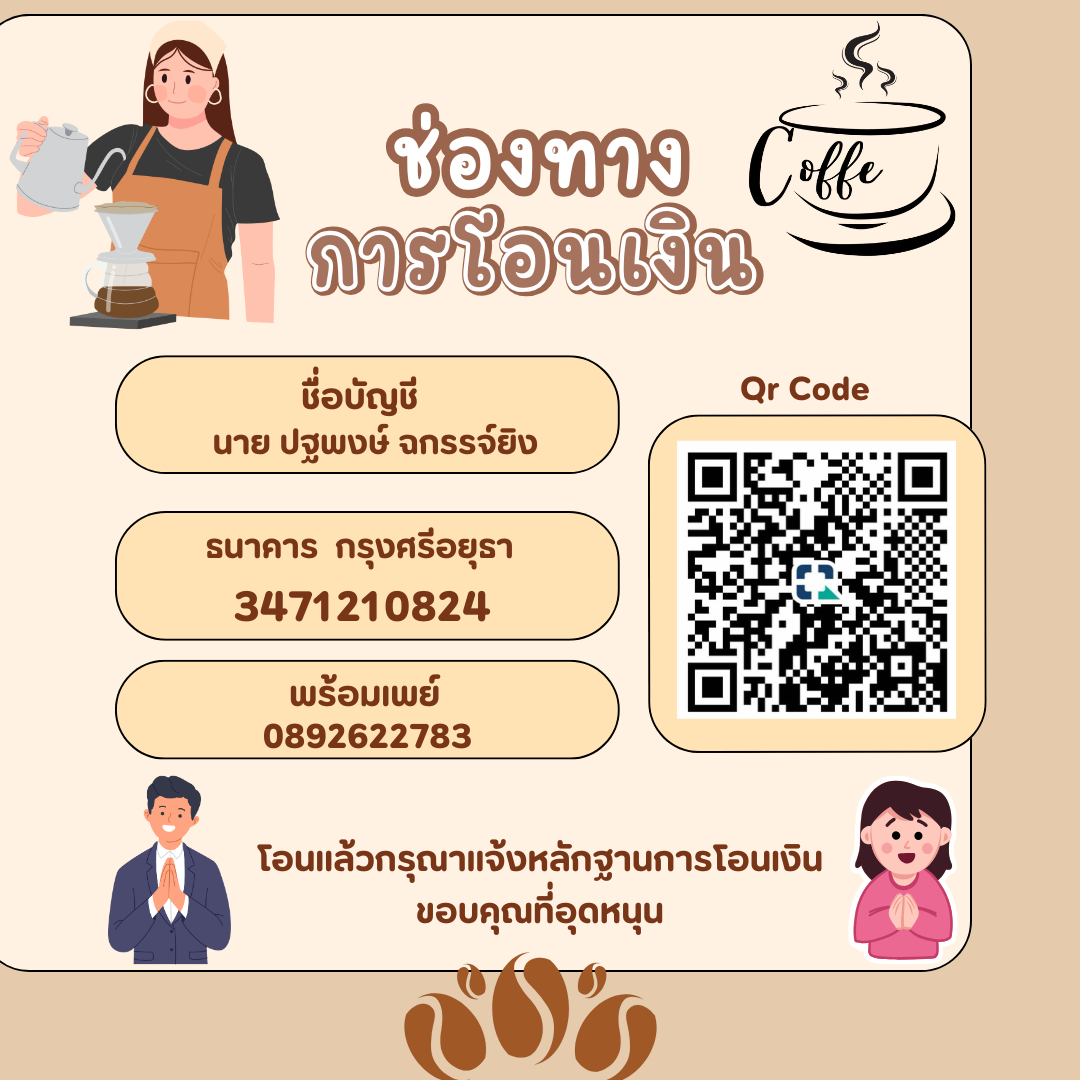 ช่องทาง
การโอนเงิน
Coffe
ชื่อบัญชี
นาย ปฐพงษ์ ฉกรรจ์ยิง
Qr Code
ธนาคาร กรุงศรีอยุธา
3471210824
พร้อมเพย์
0892622783
โอนแล้วกรุณาแจ้งหลักฐานการโอนเงิน
ขอบคุณที่อุดหนุน